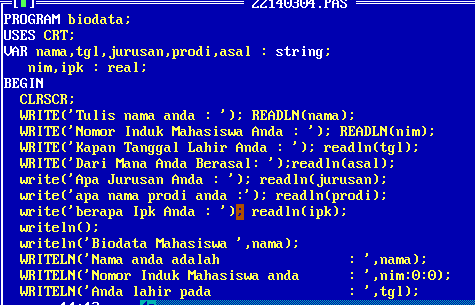 22140304.PAS
PROGRAM biodata;
USES CRT;
VAR nama,tgl,jurusan,prodi,asal : string;
    nim,ipk : real;
BEGIN
  CLRSCR;
  WRITE('Tulis nama anda : '); READLN(nama);
  WRITE('Nomor Induk Mahasiswa Anda : '); READLN(nim);
  WRITE('Kapan Tanggal Lahir Anda : '); readln(tgl);
  WRITE('Dari Mana Anda Berasal: ');readln(asal);
  write('Apa Jurusan Anda : '); readln(jurusan);
  write('apa nama prodi anda :'); readln(prodi);
  write('berapa Ipk Anda : '); readln(ipk);
  writeln();
  writeln('Biodata Mahasiswa ',nama);
  WRITELN('Nama anda adalah                : ',nama);
  WRITELN('Nomor Induk Mahasiswa anda      : ',nim:0:0);
  WRITELN('Anda lahir pada                 : ',tgl);